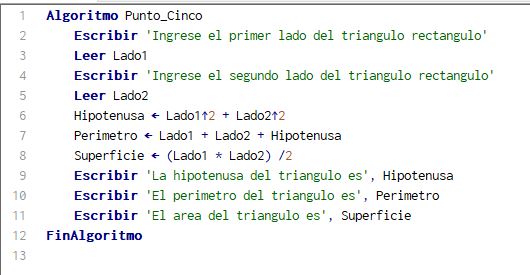 1 Algoritmo Punto_Cinco
2 Escribir 'Ingrese el primer lado del triangulo rectangulo'
3 Leer Lado1
4 Escribir 'Ingrese el segundo lado del triangulo rectangulo'
5 Leer Lado2
6 Hipotenusa ← Lado1↑2 + Lado2↑2
7 Perimetro ← Lado1 + Lado2 + Hipotenusa
8 Superficie ← (Lado1 * Lado2) /2
9 Escribir 'La hipotenusa del triangulo es', Hipotenusa
10 Escribir 'El perimetro del triangulo es', Perimetro
11 Escribir 'El area del triangulo es', Superficie
12 FinAlgoritmo
13